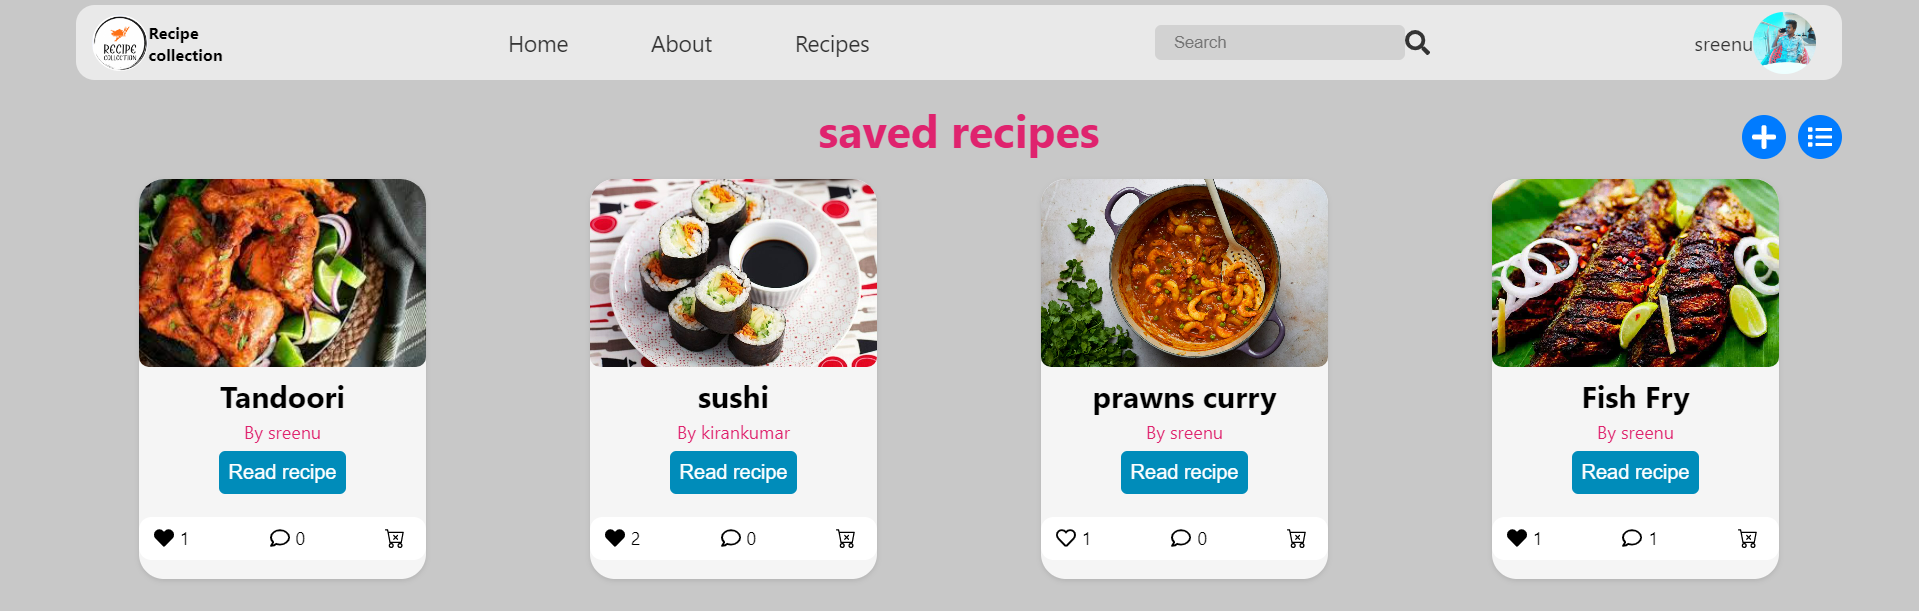 RECIPE
COLLECTION
Recipe
collection
Home
About
Recipes
Search
sreenu
saved recipes
Tandoori
By sreenu
Read recipe
1
0
sushi
By kirankumar
Read recipe
2
0
prawns curry
By sreenu
Read recipe
1
0
Fish Fry
By sreenu
Read recipe
1
1